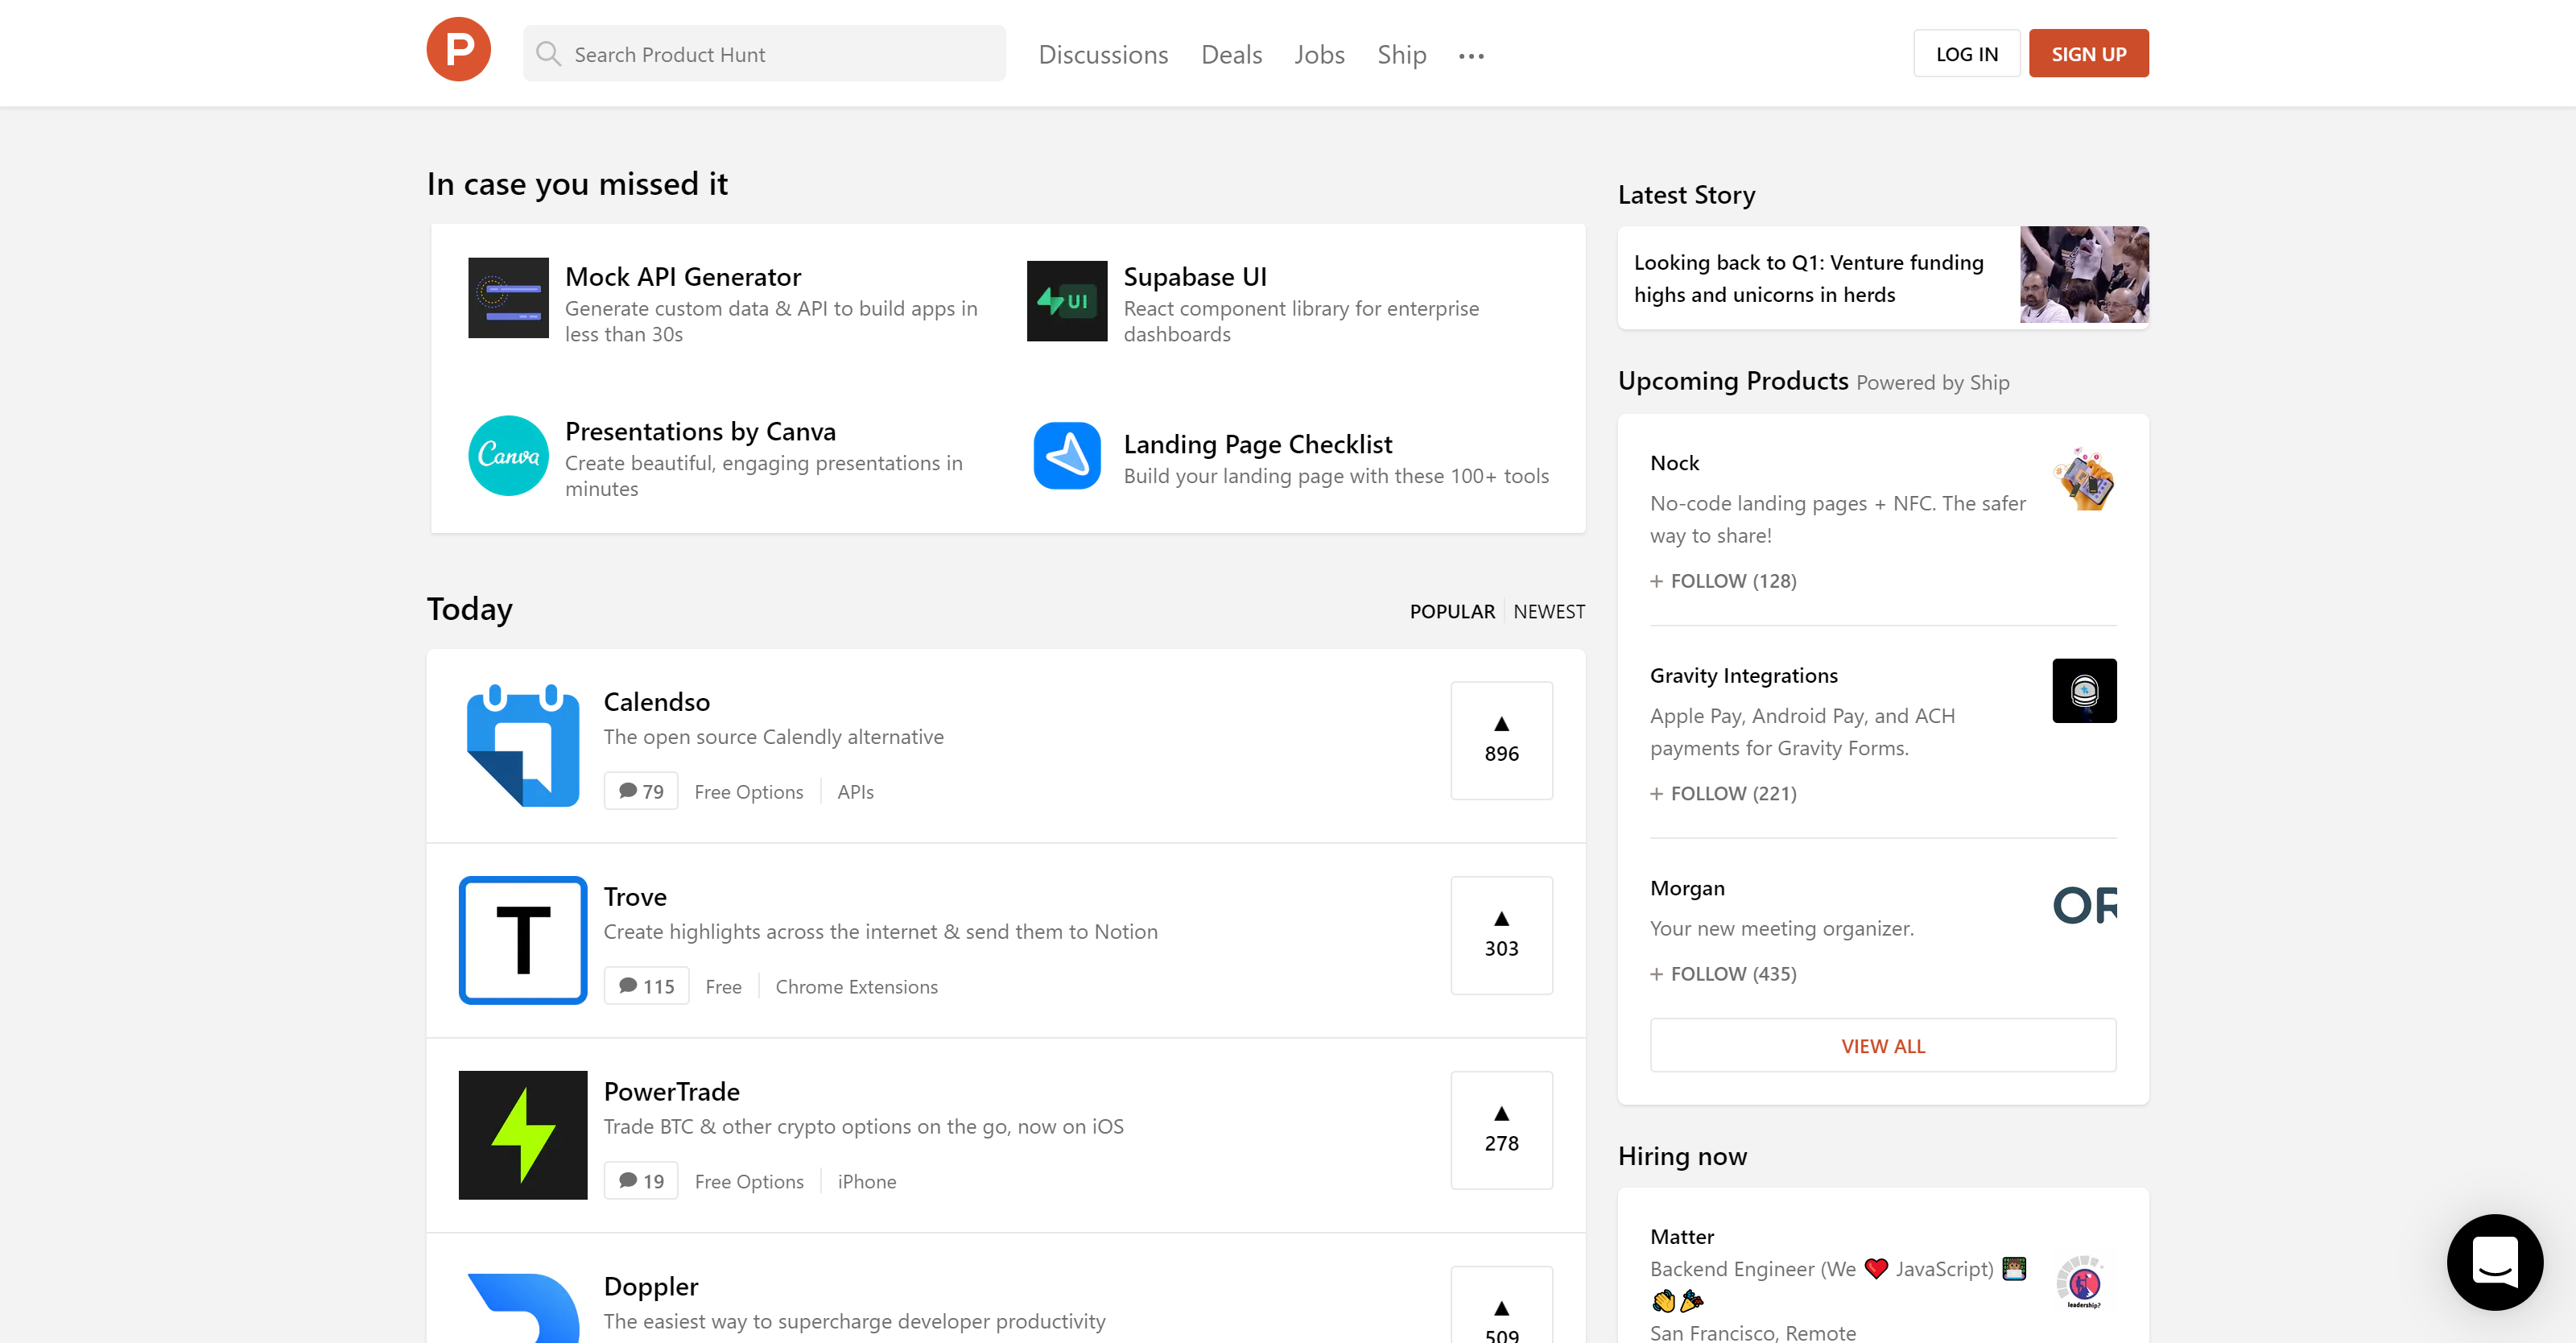 P
Search Product Hunt
Discussions
Deals
Jobs
Ship
LOG IN
SIGN UP
In case you missed it
Mock API Generator
Generate custom data & API to build apps in
less than 30s
UI
Supabase UI
React component library for enterprise
dashboards
Canva
Presentations by Canva
Create beautiful, engaging presentations in
minutes
Landing Page Checklist
Build your landing page with these 100+ tools
Today
POPULAR
NEWEST
Calendso
The open source Calendly alternative
79
Free Options
APIs
▲
896
T
Trove
Create highlights across the internet & send them to Notion
115
Free
Chrome Extensions
▲
303
PowerTrade
Trade BTC & other crypto options on the go, now on iOS
19
Free Options
iPhone
▲
278
Doppler
The easiest way to supercharge developer productivity
▲
509
Latest Story
Looking back to Q1: Venture funding
highs and unicorns in herds
Upcoming Products Powered by Ship
Nock
No-code landing pages + NFC. The safer
way to share!
+ FOLLOW (128)
Gravity Integrations
Apple Pay, Android Pay, and ACH
payments for Gravity Forms.
+ FOLLOW (221)
Morgan
Your new meeting organizer.
OR
+ FOLLOW (435)
VIEW ALL
Hiring now
Matter
Backend Engineer (We ❤️ JavaScript) 👨🏽‍💻
👏🎉
leadership?
San Francisco, Remote